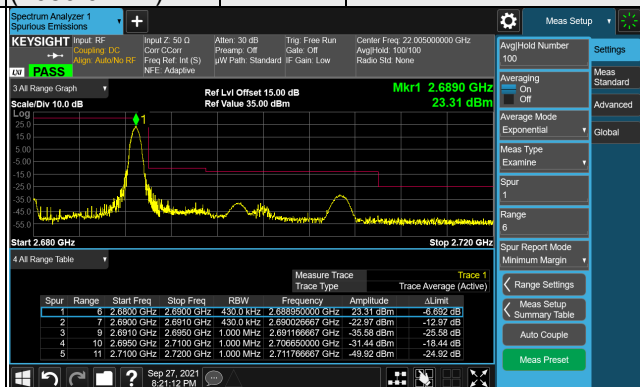 Spectrum Analyzer 1
Spurious Emissions
Meas Setup
KEYSIGHT
Input: RF
Coupling: DC
Align: Auto/No RF
Input Z: 50 Ω
Corr CCorr
Freq Ref: Int (S)
NFE: Adaptive
Atten: 30 dB
Preamp: Off
µW Path: Standard
Trig: Free Run
Gate: Off
IF Gain: Low
Center Freq: 22.005000000 GHz
Avg|Hold: 100/100
Radio Std: None
LXI PASS
3 All Range Graph
Scale/Div 10.0 dB
Ref Lvl Offset 15.00 dB
Ref Value 35.00 dBm
Mkr1 2.6890 GHz
23.31 dBm
Log
25.0
15.0
5.00
-5.00
-15.0
-25.0
-35.0
-45.0
-55.0
1
Start 2.680 GHz
Stop 2.720 GHz
4 All Range Table
Measure Trace Trace 1
Trace Type Trace Average (Active)
Spur Range Start Freq Stop Freq RBW Frequency Amplitude ΔLimit
1 6 2.6800 GHz 2.6900 GHz 430.0 kHz 2.688950000 GHz 23.31 dBm -6.692 dB
2 7 2.6900 GHz 2.6910 GHz 430.0 kHz 2.690026667 GHz -22.97 dBm -12.97 dB
3 9 2.6910 GHz 2.6950 GHz 1.000 MHz 2.691166667 GHz -35.58 dBm -25.58 dB
4 10 2.6950 GHz 2.7100 GHz 1.000 MHz 2.706650000 GHz -31.44 dBm -18.44 dB
5 11 2.7100 GHz 2.7200 GHz 1.000 MHz 2.711766667 GHz -49.92 dBm -24.92 dB
Sep 27, 2021
8:21:12 PM
Avg|Hold Number
100
Averaging
On
Off
Average Mode
Exponential
Meas Type
Examine
Spur
1
Range
6
Spur Report Mode
Minimum Margin
Range Settings
Meas Setup
Summary Table
Auto Couple
Meas Preset
Settings
Meas
Standard
Advanced
Global